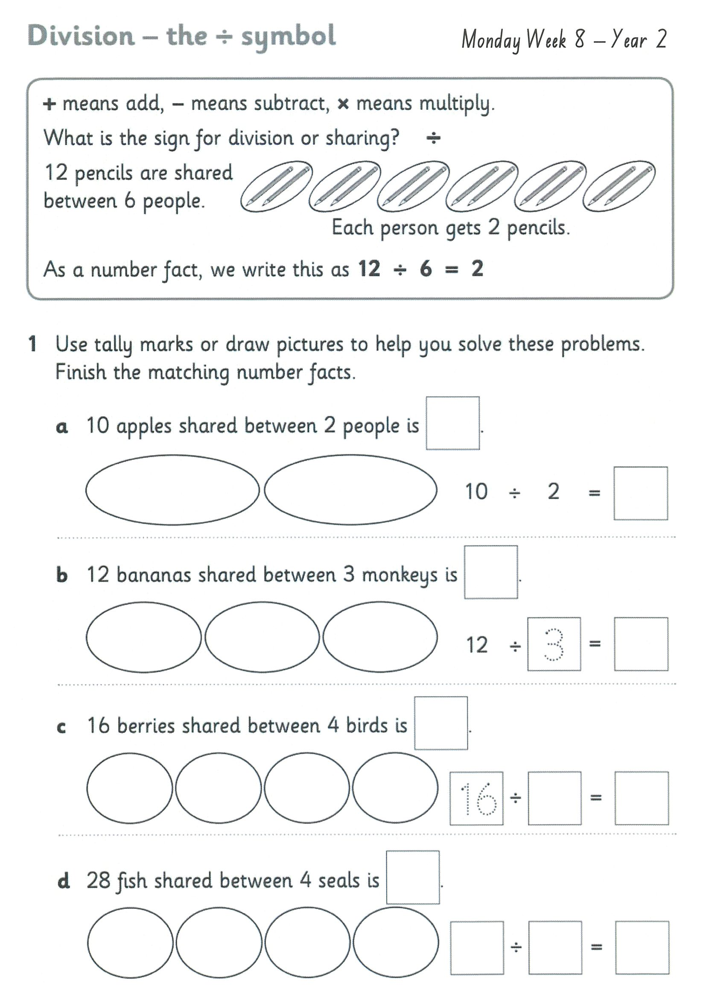 Division – the ÷ symbol
Monday Week 8 – Year 2
+ means add, – means subtract, × means multiply.
What is the sign for division or sharing? ÷
12 pencils are shared
between 6 people.
Each person gets 2 pencils.
As a number fact, we write this as 12 ÷ 6 = 2
1 Use tally marks or draw pictures to help you solve these problems.
Finish the matching number facts.
a 10 apples shared between 2 people is .
10 ÷ 2 =
b 12 bananas shared between 3 monkeys is .
12 ÷ 3 =
c 16 berries shared between 4 birds is .
16 ÷ =
d 28 fish shared between 4 seals is .
÷ =